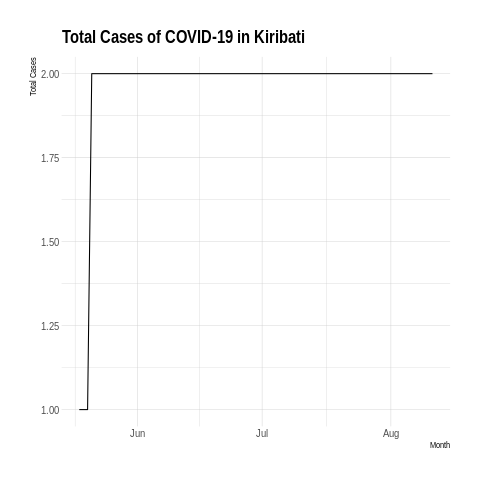 Total Cases of COVID-19 in Kiribati
Total Cases
2.00
1.75
1.50
1.25
1.00
Jun Jul Aug
Month